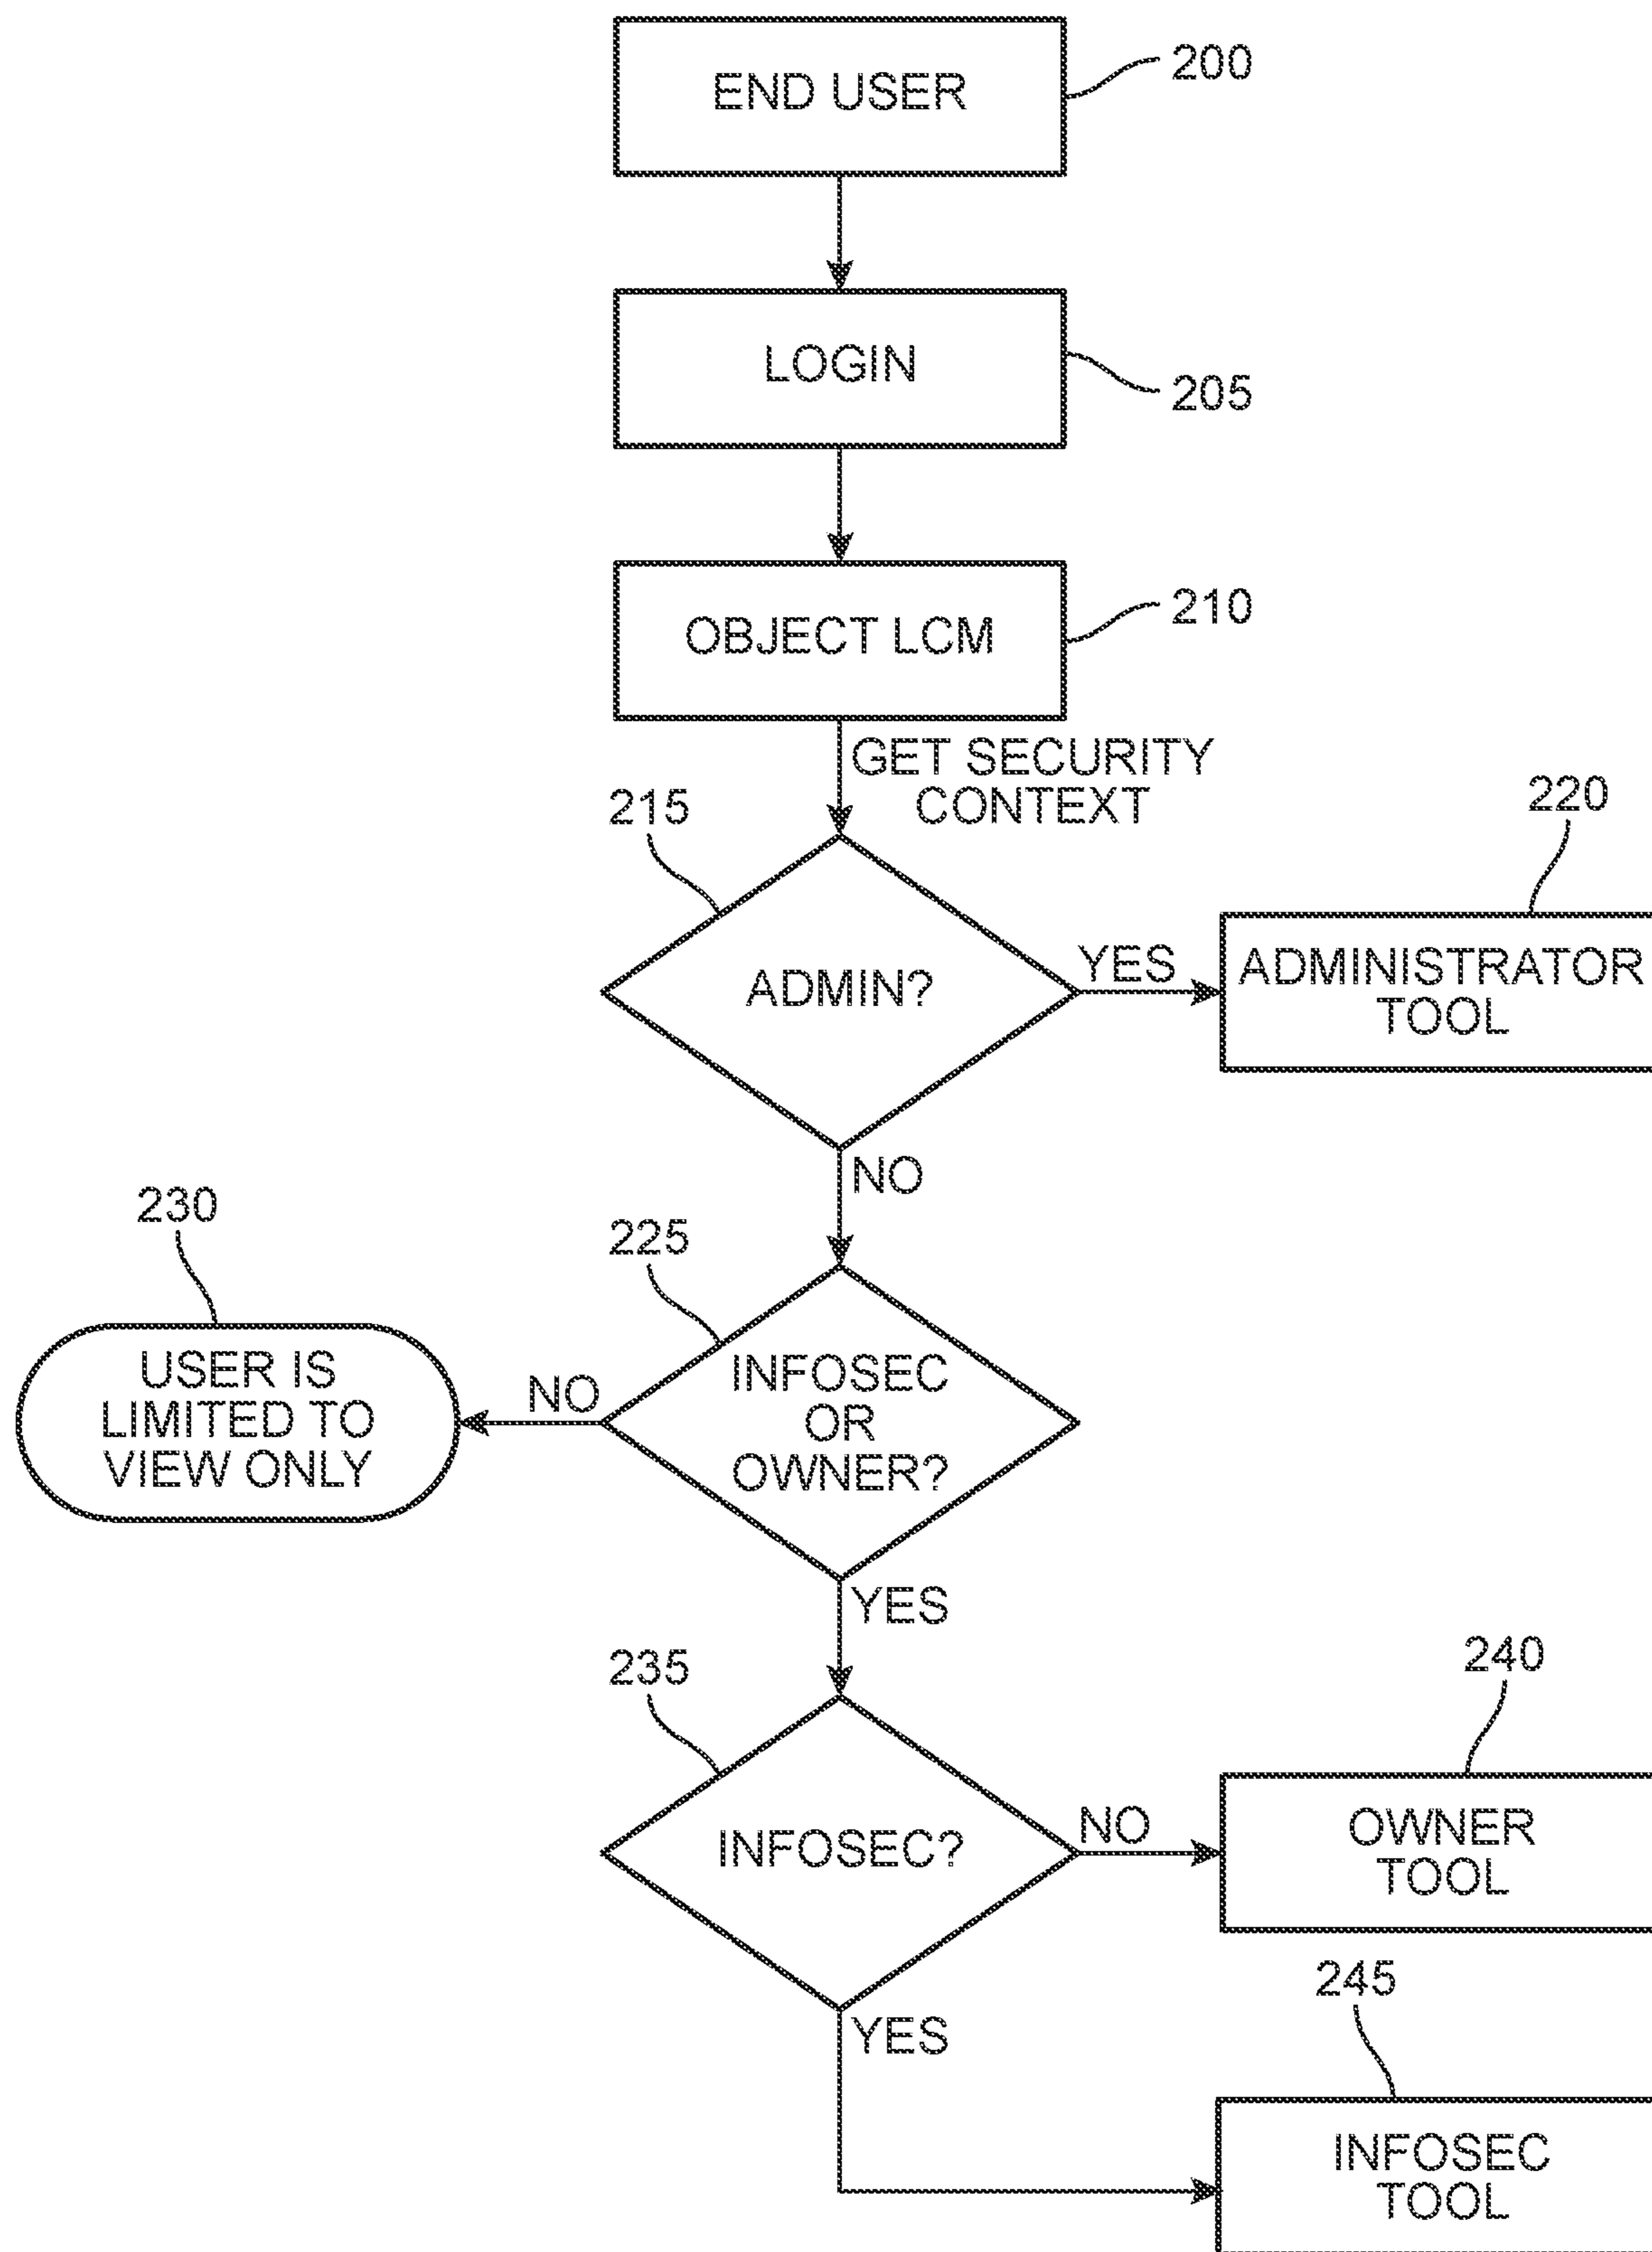 END USER
200
LOGIN
205
OBJECT LCM
210
GET SECURITY
CONTEXT
215
220
ADMIN?
YES
ADMINISTRATOR
TOOL
NO
230
225
USER IS
LIMITED TO
VIEW ONLY
NO
INFOSEC
OR
OWNER?
YES
235
240
INFOSEC?
NO
OWNER
TOOL
245
YES
INFOSEC
TOOL